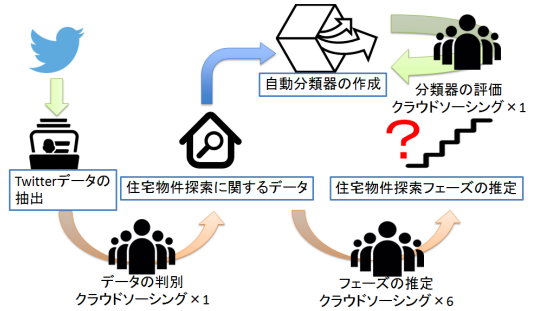 自動分類器の作成
分類器の評価
クラウドソーシング×1
Twitterデータの
抽出
住宅物件探索に関するデータ
?
住宅物件探索フェーズの推定
データの判別
クラウドソーシング×1
フェーズの推定
クラウドソーシング×6